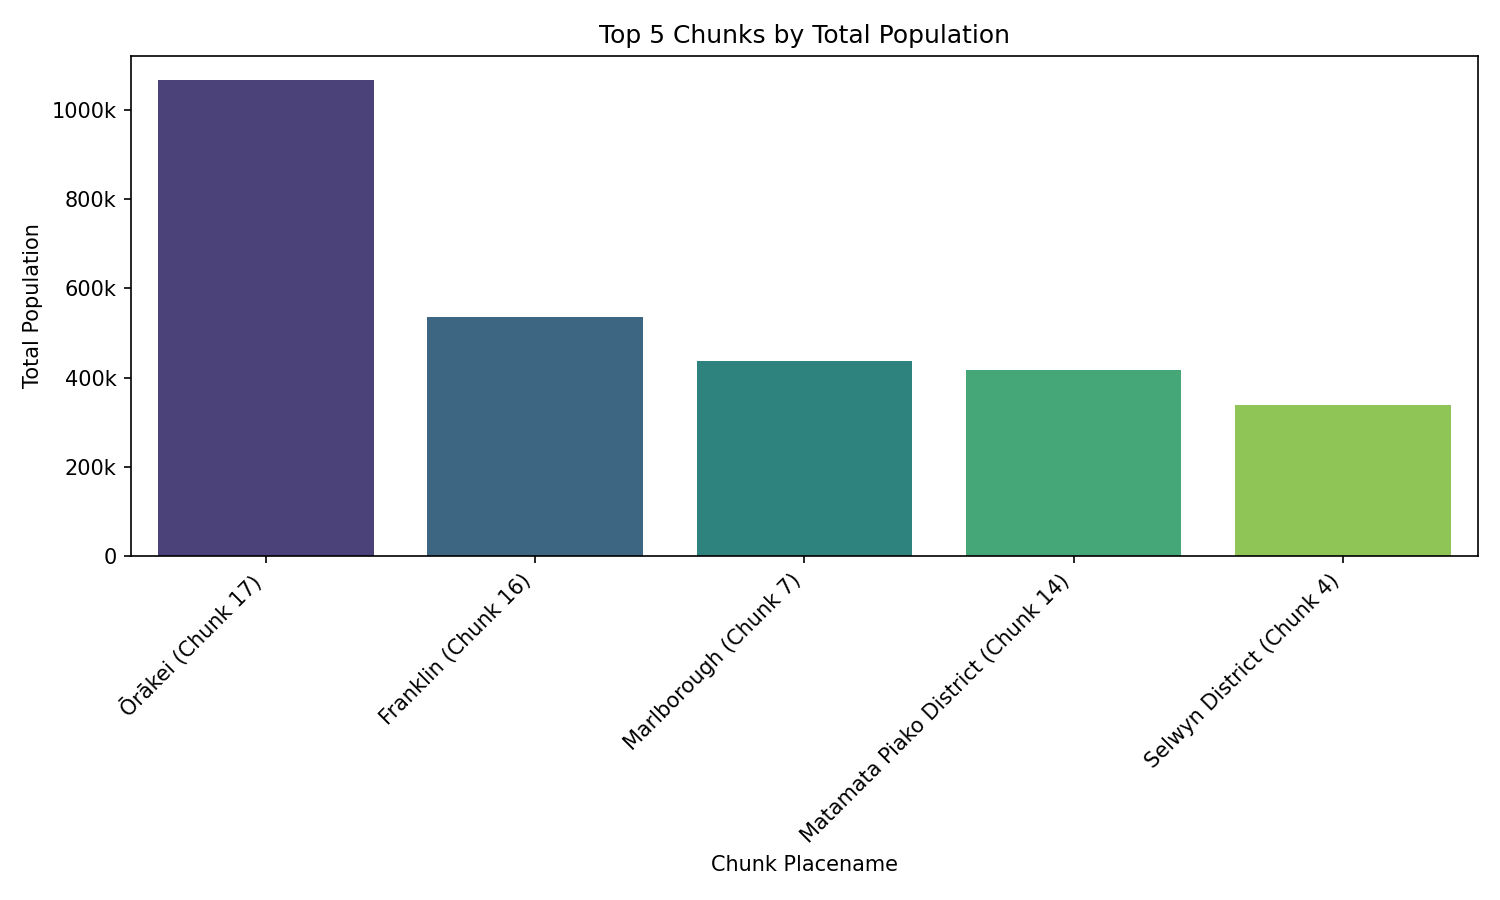 Top 5 Chunks by Total Population
Total Population
1000k
800k
600k
400k
200k
0
Ōrākei (Chunk 17)
Franklin (Chunk 16)
Marlborough (Chunk 7)
Matamata Piako District (Chunk 14)
Selwyn District (Chunk 4)
Chunk Placename